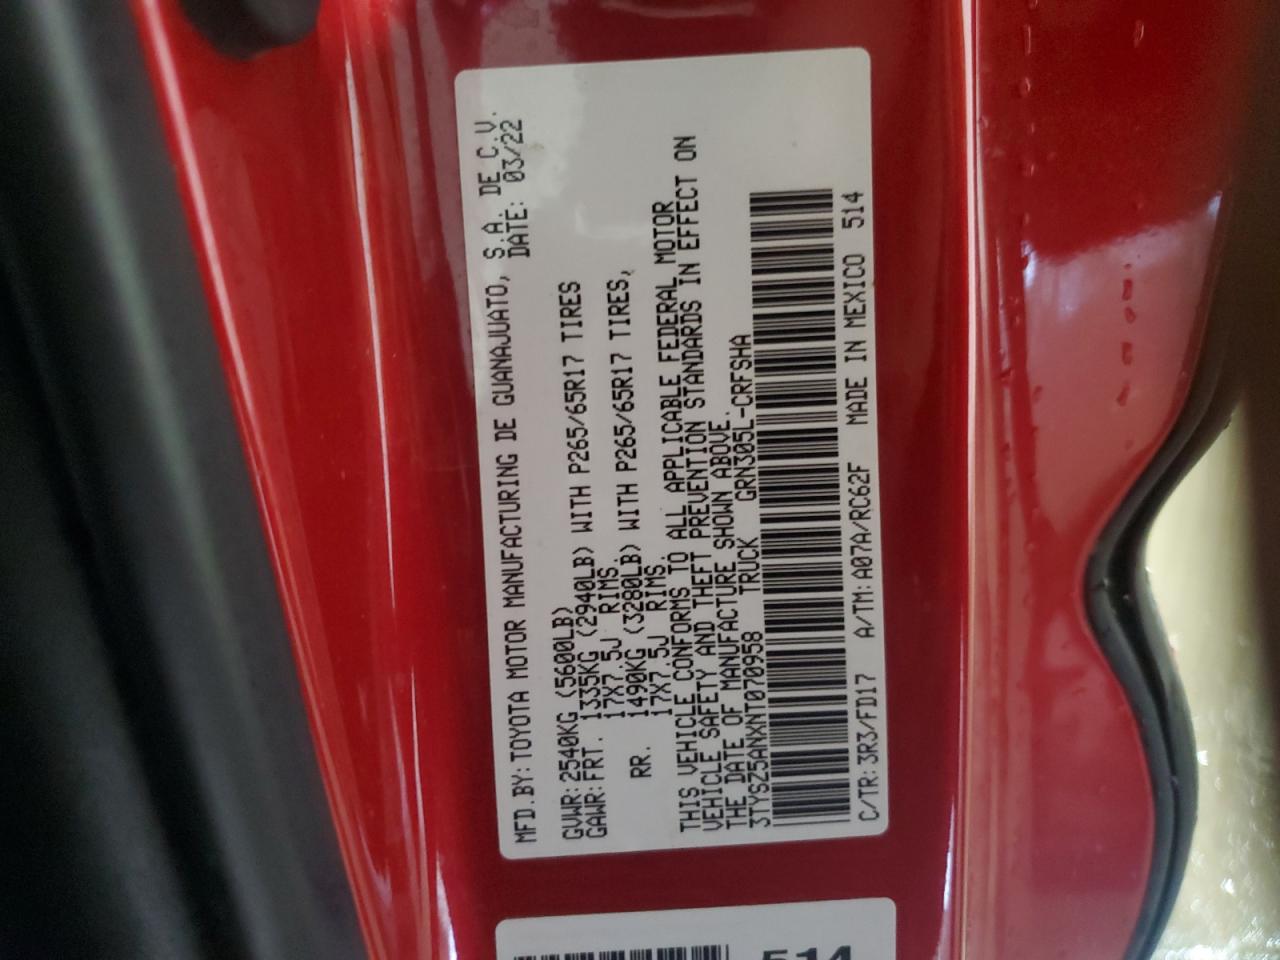 MFD.BY:TOYOTA MOTOR MANUFACTURING DE GUANAJUATO, S.A. DE C.V.
DATE: 03/22
GVWR:2540KG (5600LB)
GAWR:FRT. 1335KG (2940LB) WITH P265/65R17 TIRES
17X7.5J RIMS.
RR. 1490KG (3280LB) WITH P265/65R17 TIRES,
17X7.5J RIMS.
THIS VEHICLE CONFORMS TO ALL APPLICABLE FEDERAL MOTOR
VEHICLE SAFETY AND THEFT PREVENTION STANDARDS IN EFFECT ON
THE DATE OF MANUFACTURE SHOWN ABOVE.
3TYSZ5ANXNT070958 TRUCK GRN305L-CRFSHA
C/TR:3R3/FD17 A/TM:A07A/RC62F MADE IN MEXICO 514
514